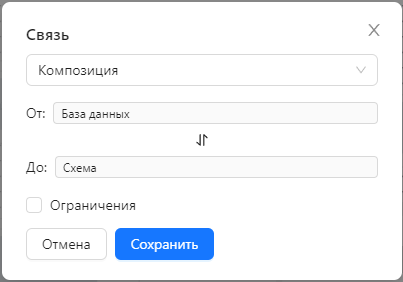 Связь
Композиция
От: База данных
До: Схема
Ограничения
Отмена Сохранить